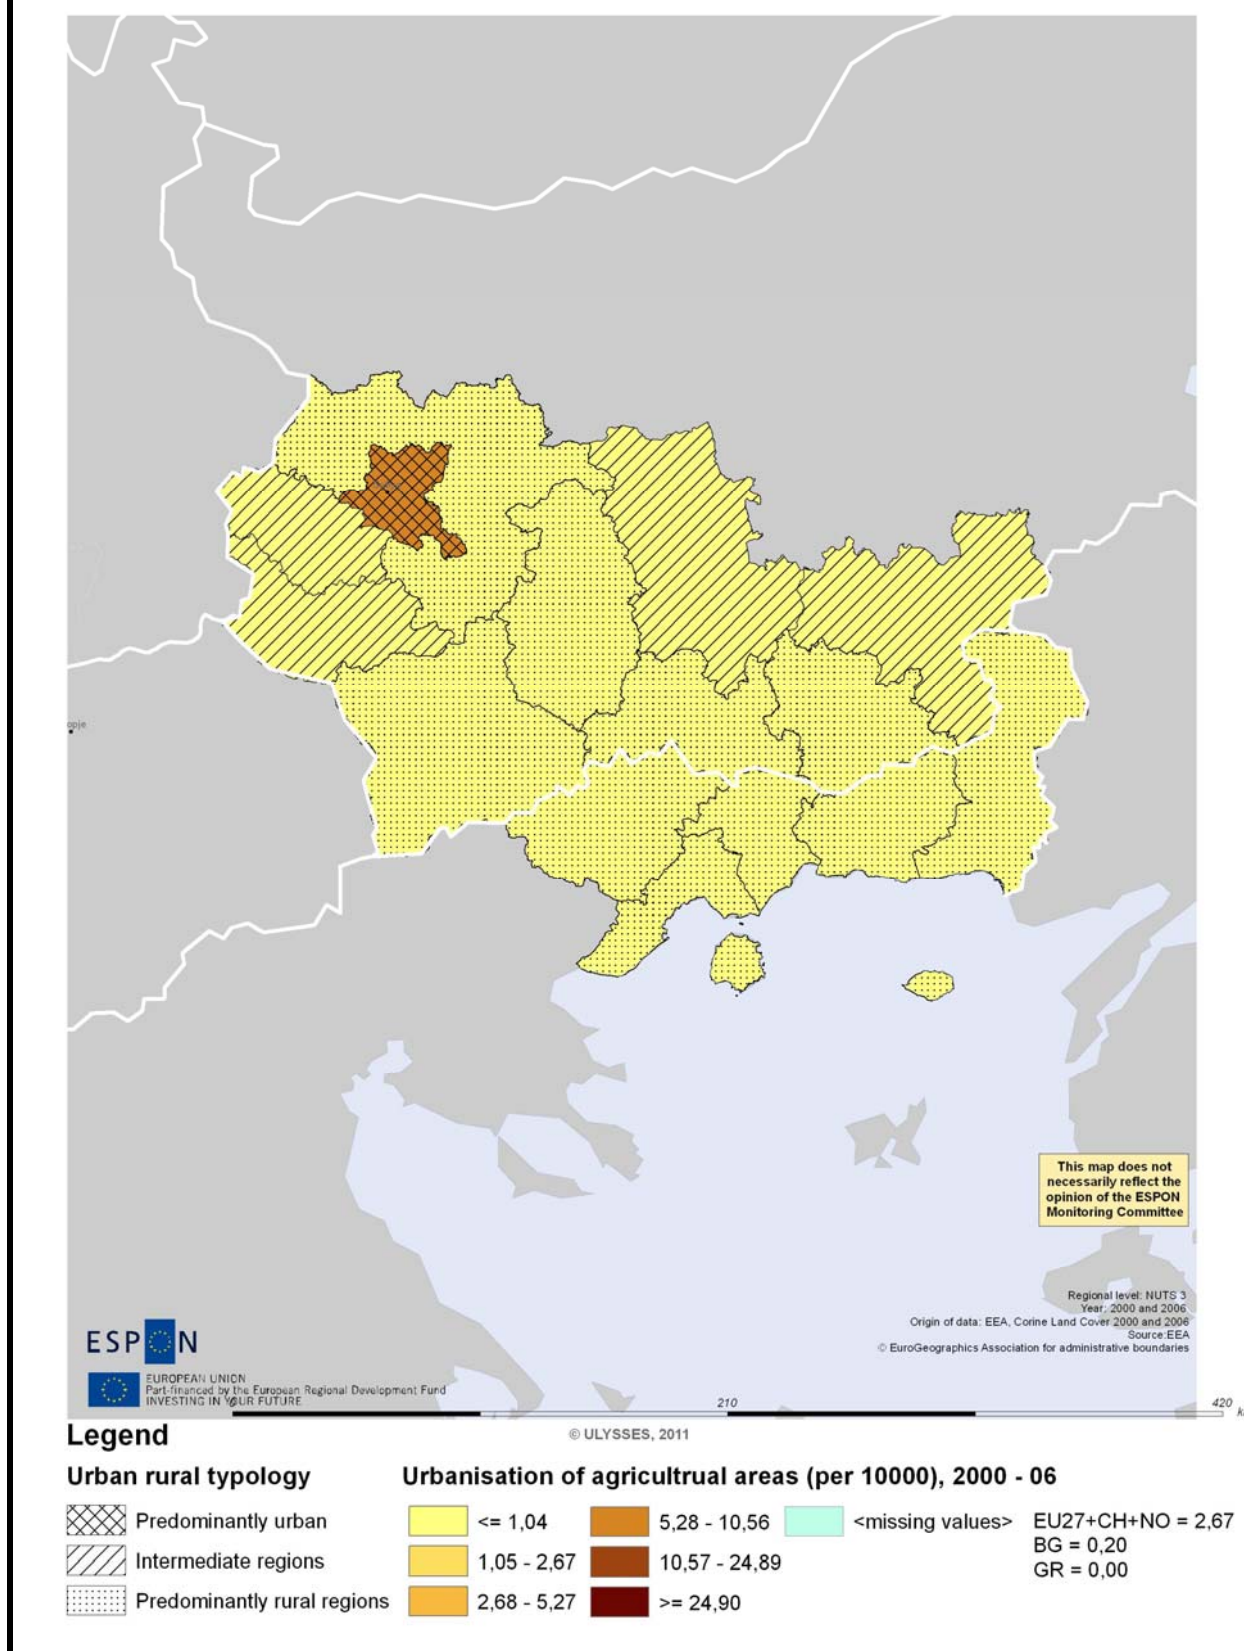 opje
This map does not
necessarily reflect the
opinion of the ESPON
Monitoring Committee
Regional level: NUTS 3
Year: 2000 and 2006
Origin of data: EEA, Corine Land Cover 2000 and 2006
Source:EEA
© EuroGeographics Association for administrative boundaries
ESPON
EUROPEAN UNION
Part-financed by the European Regional Development Fund
INVESTING IN YOUR FUTURE
0 210 420
Legend
© ULYSSES, 2011
Urban rural typology
Predominantly urban
Intermediate regions
Predominantly rural regions
Urbanisation of agricultrual areas (per 10000), 2000 - 06
<= 1,04
1,05 - 2,67
2,68 - 5,27
5,28 - 10,56
10,57 - 24,89
>= 24,90
<missing values>
EU27+CH+NO = 2,67
BG = 0,20
GR = 0,00